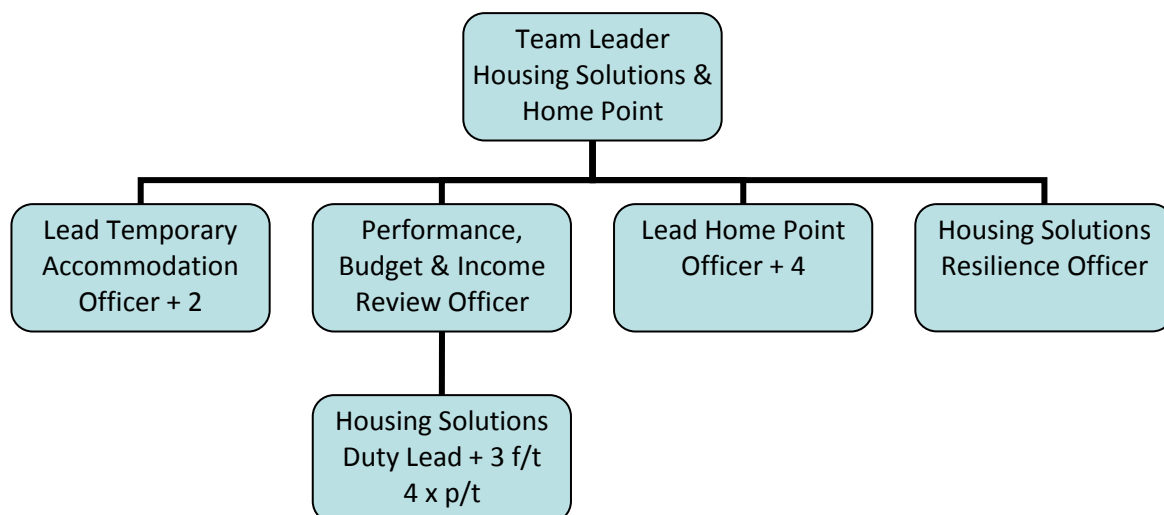 Team Leader
Housing Solutions &
Home Point
Lead Temporary
Accommodation
Officer + 2
Performance,
Budget & Income
Review Officer
Lead Home Point
Officer + 4
Housing Solutions
Resilience Officer
Housing Solutions
Duty Lead + 3 f/t
4 x p/t